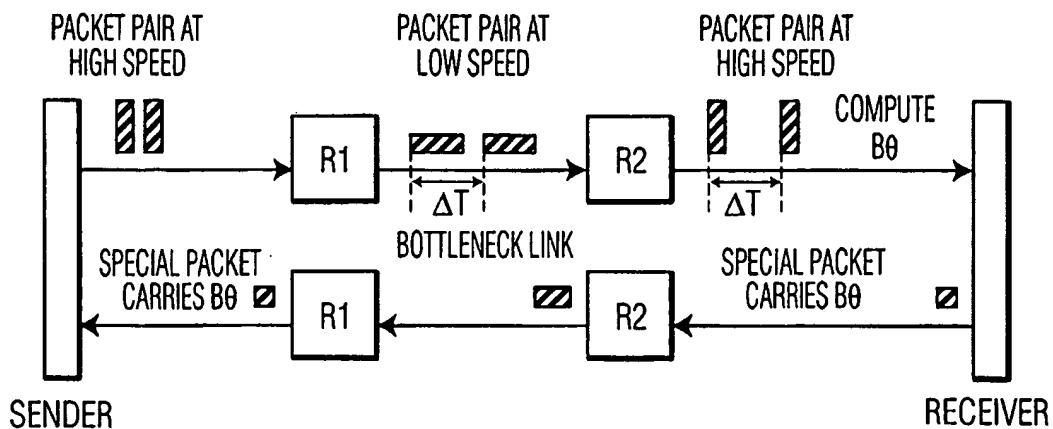 PACKET PAIR AT
HIGH SPEED
PACKET PAIR AT
LOW SPEED
PACKET PAIR AT
HIGH SPEED
COMPUTE
Bθ
R1
R2
ΔT
ΔT
BOTTLENECK LINK
SPECIAL PACKET
CARRIES Bθ
SPECIAL PACKET
CARRIES Bθ
R1
R2
SENDER
RECEIVER